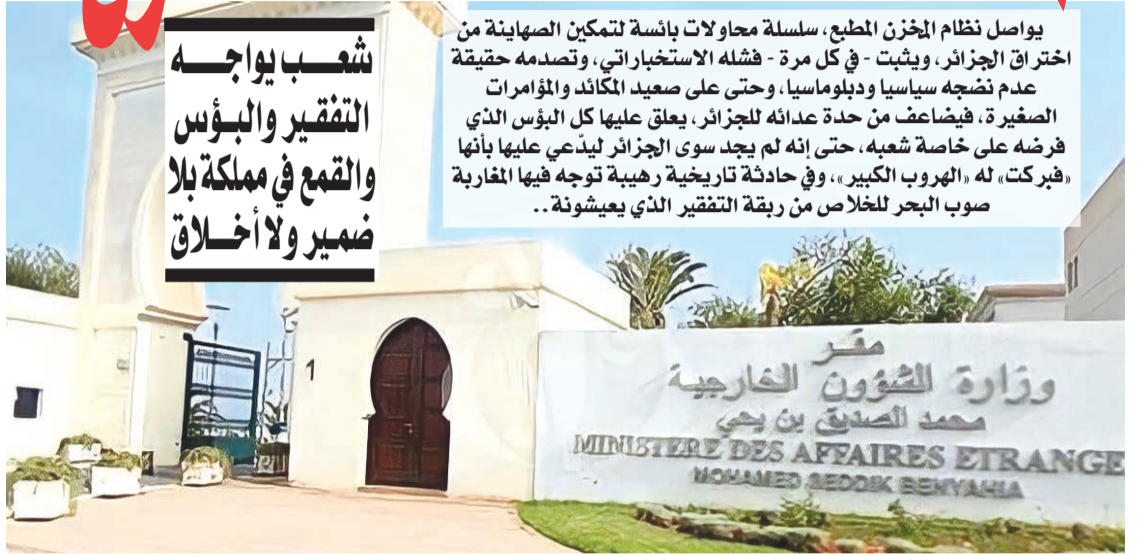 يواصل نظام المخزن المطبع، سلسلة محاولات بائسة لتمكين الصهاينة من
اختراق الجزائر، ويثبت - في كل مرة - فشله الاستخباراتي، وتصدمه حقيقة
عدم نضجه سياسيا ودبلوماسيا، وحتى على صعيد المكائد والمؤامرات
الصغيرة، فيضاعف من حدة عدائه للجزائر، يعلق عليها كل البؤس الذي
فرضه على خاصة شعبه، حتى إنه لم يجد سوى الجزائر ليدّعي عليها بأنها
«فبركت» له «الهروب الكبير»، وفي حادثة تاريخية رهيبة توجه فيها المغاربة
صوب البحر للخلاص من ربقة التفقير الذي يعيشونة..
شعب يواجه
التفقير والبؤس
والقمع في مملكة بلا
ضمير ولا أخلاق
1
مقر
وزارة الشؤون الخارجية
محمد الصديق بن يحي
MINISTERE DES AFFAIRES ETRANGE
MOHAMED SEDDIK BENYAHIA